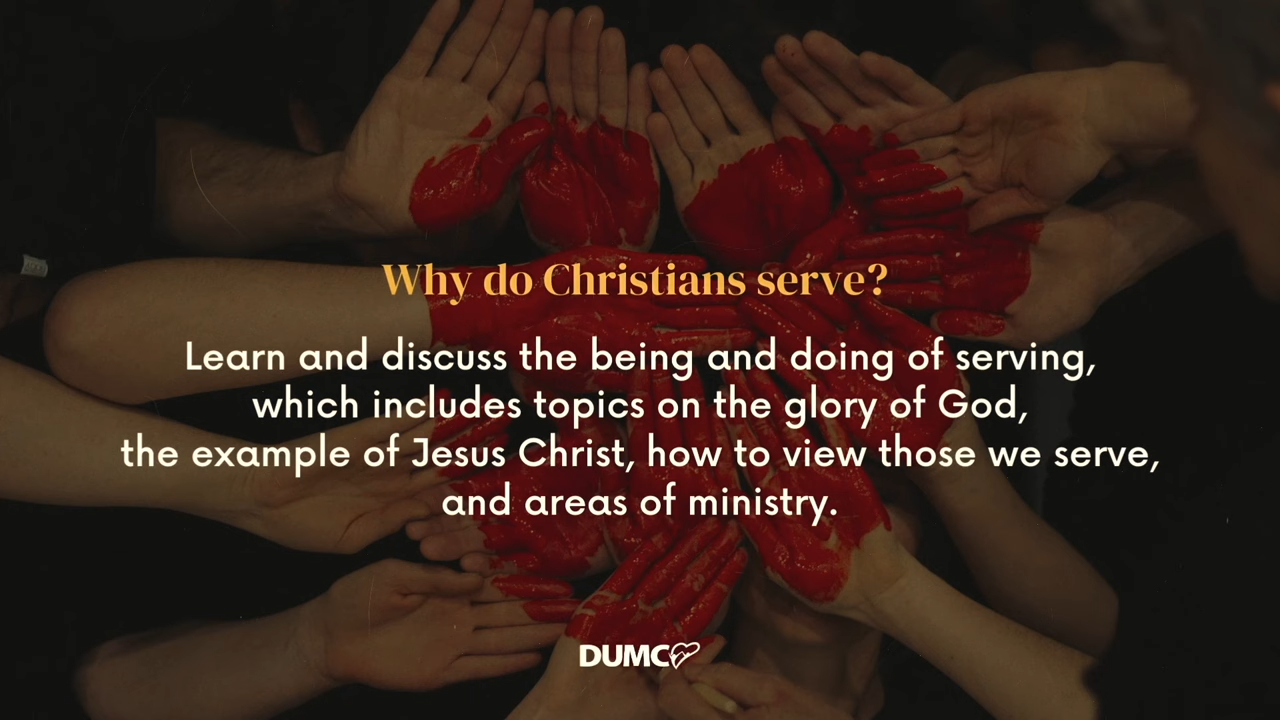 Why do Christians serve?
Learn and discuss the being and doing of serving,
which includes topics on the glory of God,
the example of Jesus Christ, how to view those we serve,
and areas of ministry.
DUMC